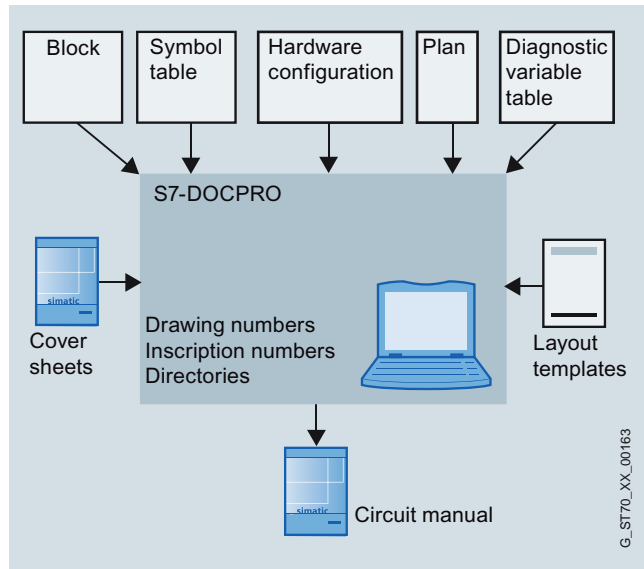 Block
Symbol
table
Hardware
configuration
Plan
Diagnostic
variable
table
S7-DOCPRO
simatic
Cover
sheets
Drawing numbers
Inscription numbers
Directories
Layout
templates
simatic
Circuit manual
G_ST70_XX_00163